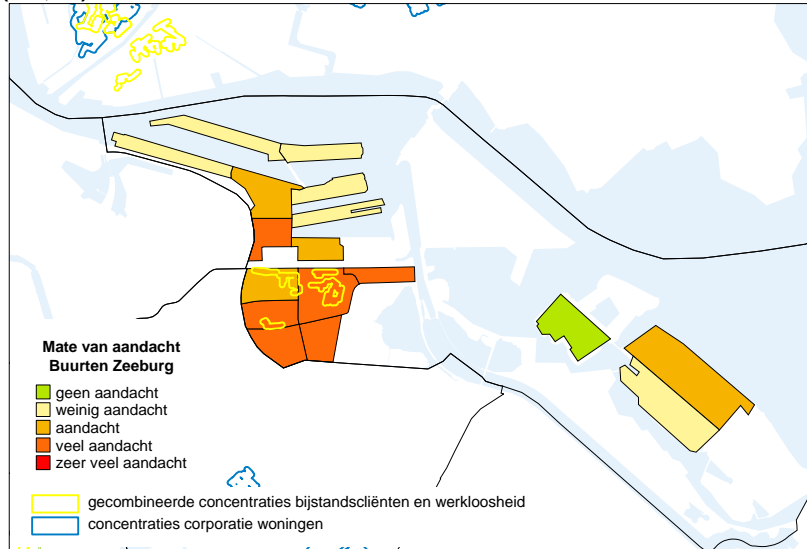 Mate van aandacht
Buurten Zeeburg
geen aandacht
weinig aandacht
aandacht
veel aandacht
zeer veel aandacht
gecombineerde concentraties bijstandscliënten en werkloosheid
concentraties corporatie woningen